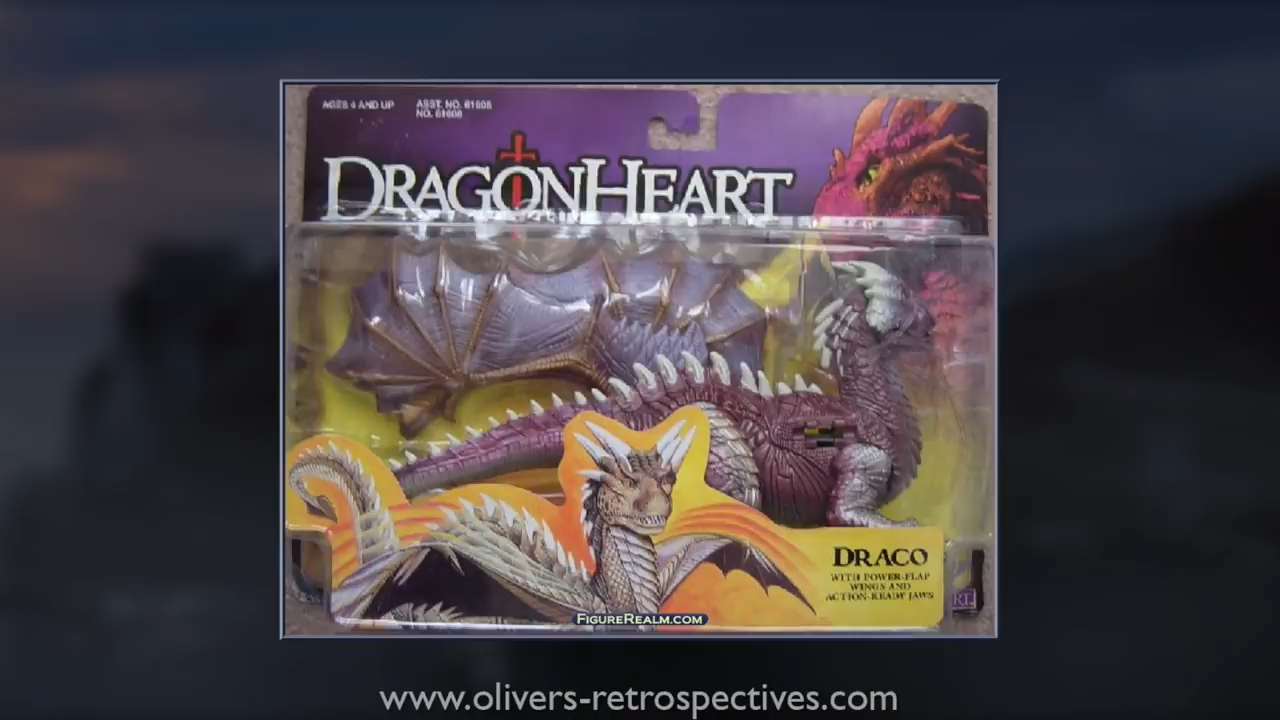 AGES 4 AND UP
ASST. NO. 61605
NO. 61606
DRAGONHEART
DRACO
WITH POWER-FLAP
WINGS AND
ACTION-READY JAWS
FIGUREREALM.COM
www.olivers-retrospectives.com